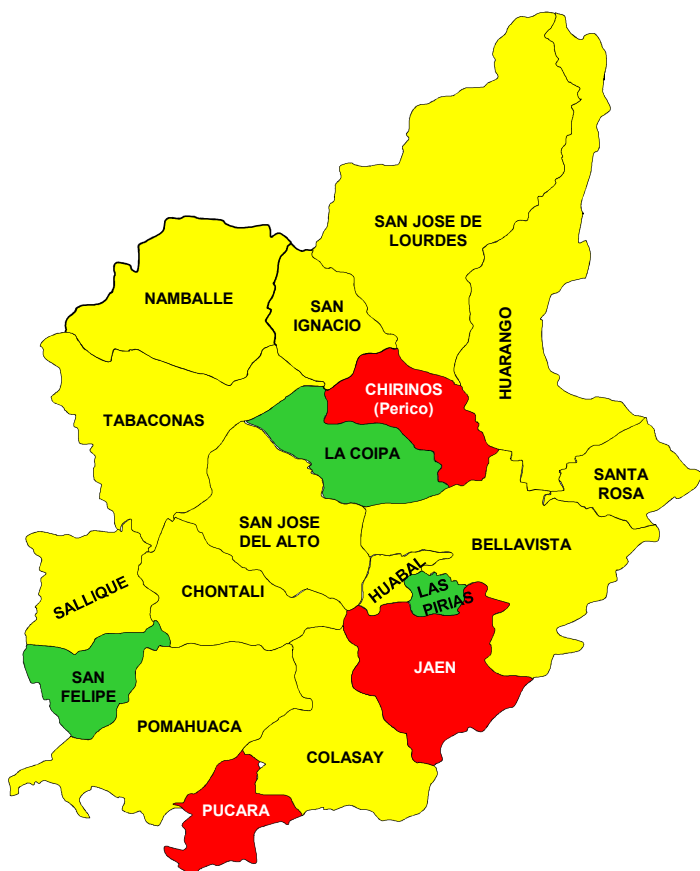 SAN JOSE DE
LOURDES
NAMBALLE
SAN
IGNACIO
HUARANGO
CHIRINOS
(Perico)
TABACONAS
LA COIPA
SANTA
ROSA
SAN JOSE
DEL ALTO
BELLAVISTA
SALLIQUE
CHONTALI
HUABAL
LAS
PIRIAS
JAEN
SAN
FELIPE
POMAHUACA
COLASAY
PUCARA